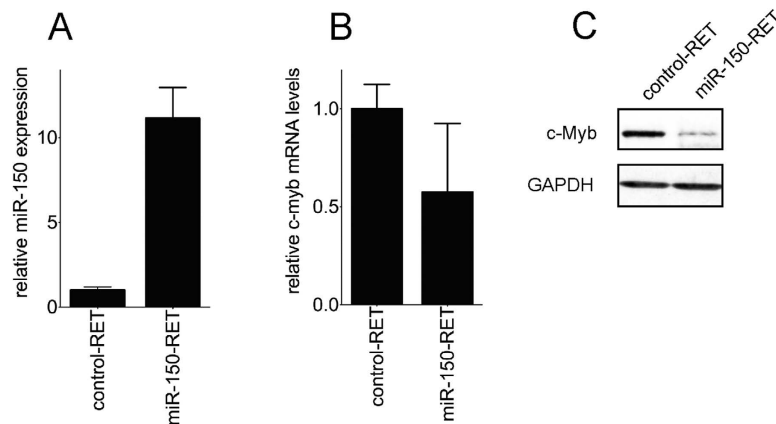 A
relative miR-150 expression
10
5
0
control-RET
miR-150-RET
B
relative c-myb mRNA levels
1.0
0.5
0.0
control-RET
miR-150-RET
C
control-RET
miR-150-RET
c-Myb
GAPDH